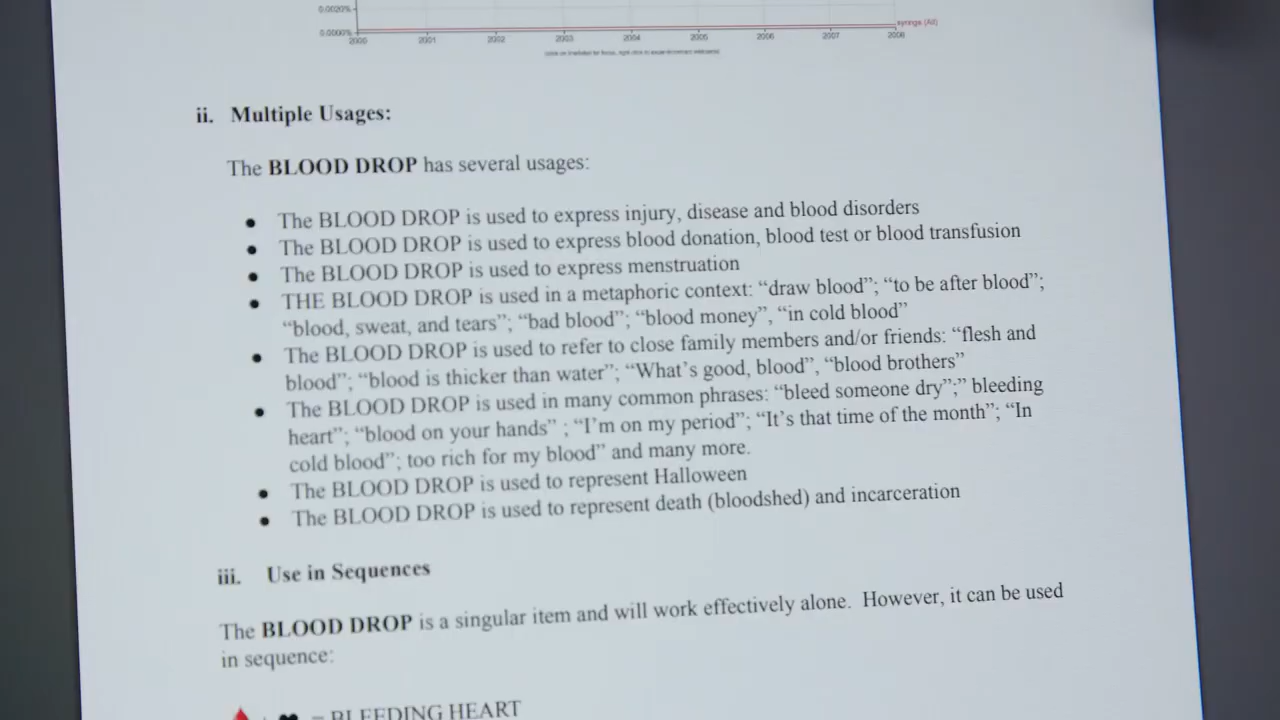 0.0020%
0.0000%
syringe (All)
2000 2001 2002 2003 2004 2005 2006 2007 2008
ii. Multiple Usages:
The BLOOD DROP has several usages:
● The BLOOD DROP is used to express injury, disease and blood disorders
● The BLOOD DROP is used to express blood donation, blood test or blood transfusion
● The BLOOD DROP is used to express menstruation
● THE BLOOD DROP is used in a metaphoric context: “draw blood”; “to be after blood”;
“blood, sweat, and tears”; “bad blood”; “blood money”, “in cold blood”
● The BLOOD DROP is used to refer to close family members and/or friends: “flesh and
blood”; “blood is thicker than water”; “What’s good, blood”, “blood brothers”
● The BLOOD DROP is used in many common phrases: “bleed someone dry”;” bleeding
heart”; “blood on your hands” ; “I’m on my period”; “It’s that time of the month”; “In
cold blood”; too rich for my blood” and many more.
● The BLOOD DROP is used to represent Halloween
● The BLOOD DROP is used to represent death (bloodshed) and incarceration
iii. Use in Sequences
The BLOOD DROP is a singular item and will work effectively alone. However, it can be used
in sequence:
= BLEEDING HEART